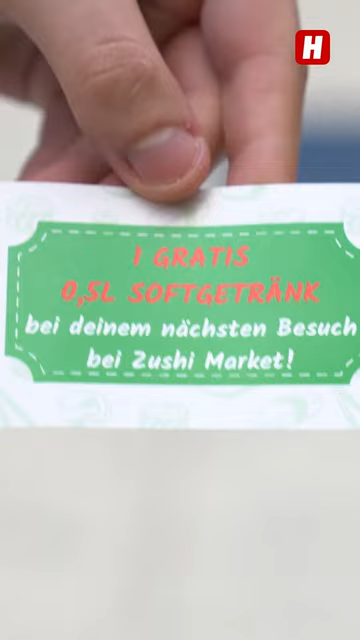 H
1 GRATIS
0,5L SOFTGETRÄNK
bei deinem nächsten Besuch
bei Zushi Market!